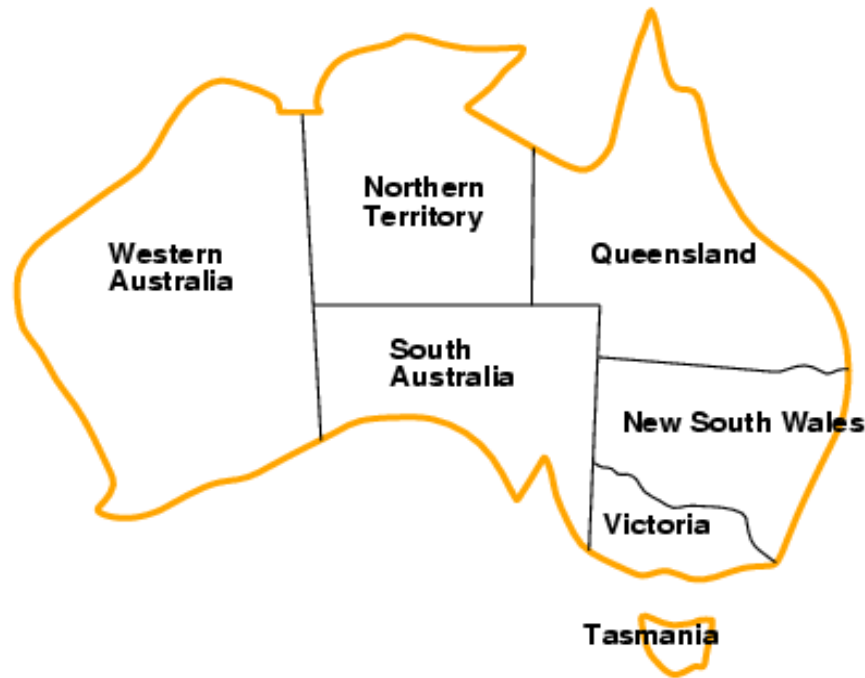 Northern
Territory
Western
Australia
Queensland
South
Australia
New South Wales
Victoria
Tasmania